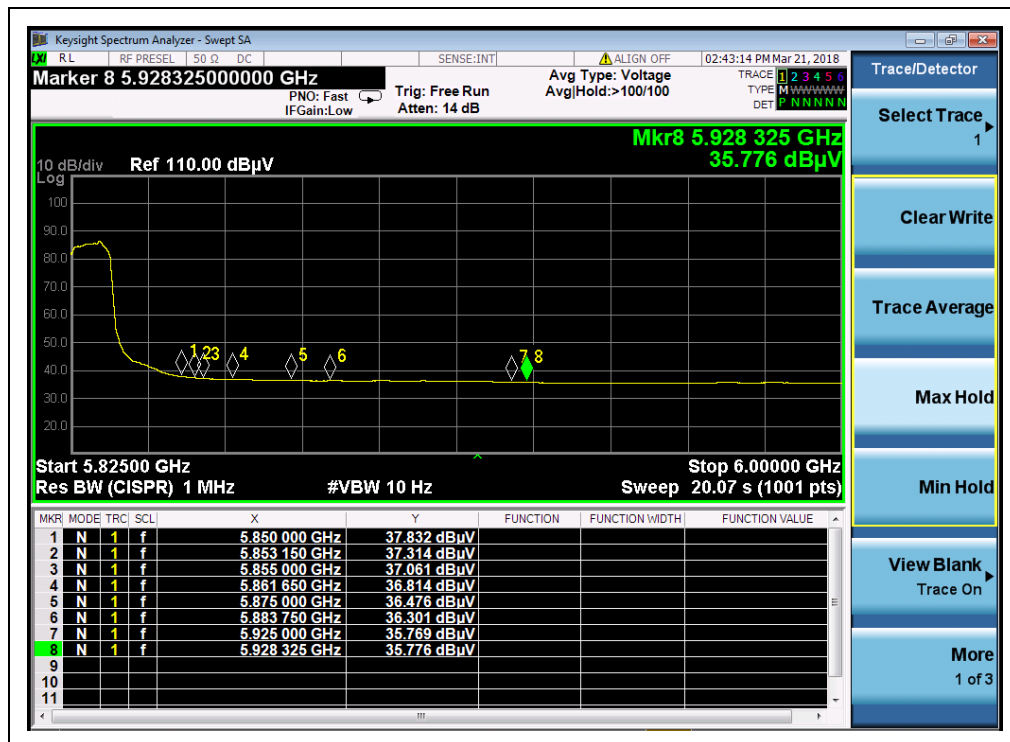 Keysight Spectrum Analyzer - Swept SA
LXI RL RF PRESEL 50 Ω DC SENSE:INT ALIGN OFF 02:43:14 PM Mar 21, 2018
Marker 8 5.928325000000 GHz
PNO: Fast
IFGain:Low
Trig: Free Run
Atten: 14 dB
Avg Type: Voltage
Avg|Hold:>100/100
TRACE 1 2 3 4 5 6
TYPE M W W W W W
DET P N N N N N
Mkr8 5.928 325 GHz
35.776 dBµV
10 dB/div Ref 110.00 dBµV
Log
100
90.0
80.0
70.0
60.0
50.0
40.0
30.0
20.0
1 2 3 4 5 6 7 8
Start 5.82500 GHz Stop 6.00000 GHz
Res BW (CISPR) 1 MHz #VBW 10 Hz Sweep 20.07 s (1001 pts)
MKR MODE TRC SCL X Y FUNCTION FUNCTION WIDTH FUNCTION VALUE
1 N 1 f 5.850 000 GHz 37.832 dBµV
2 N 1 f 5.853 150 GHz 37.314 dBµV
3 N 1 f 5.855 000 GHz 37.061 dBµV
4 N 1 f 5.861 650 GHz 36.814 dBµV
5 N 1 f 5.875 000 GHz 36.476 dBµV
6 N 1 f 5.883 750 GHz 36.301 dBµV
7 N 1 f 5.925 000 GHz 35.769 dBµV
8 N 1 f 5.928 325 GHz 35.776 dBµV
9
10
11
Trace/Detector
Select Trace
1
Clear Write
Trace Average
Max Hold
Min Hold
View Blank
Trace On
More
1 of 3